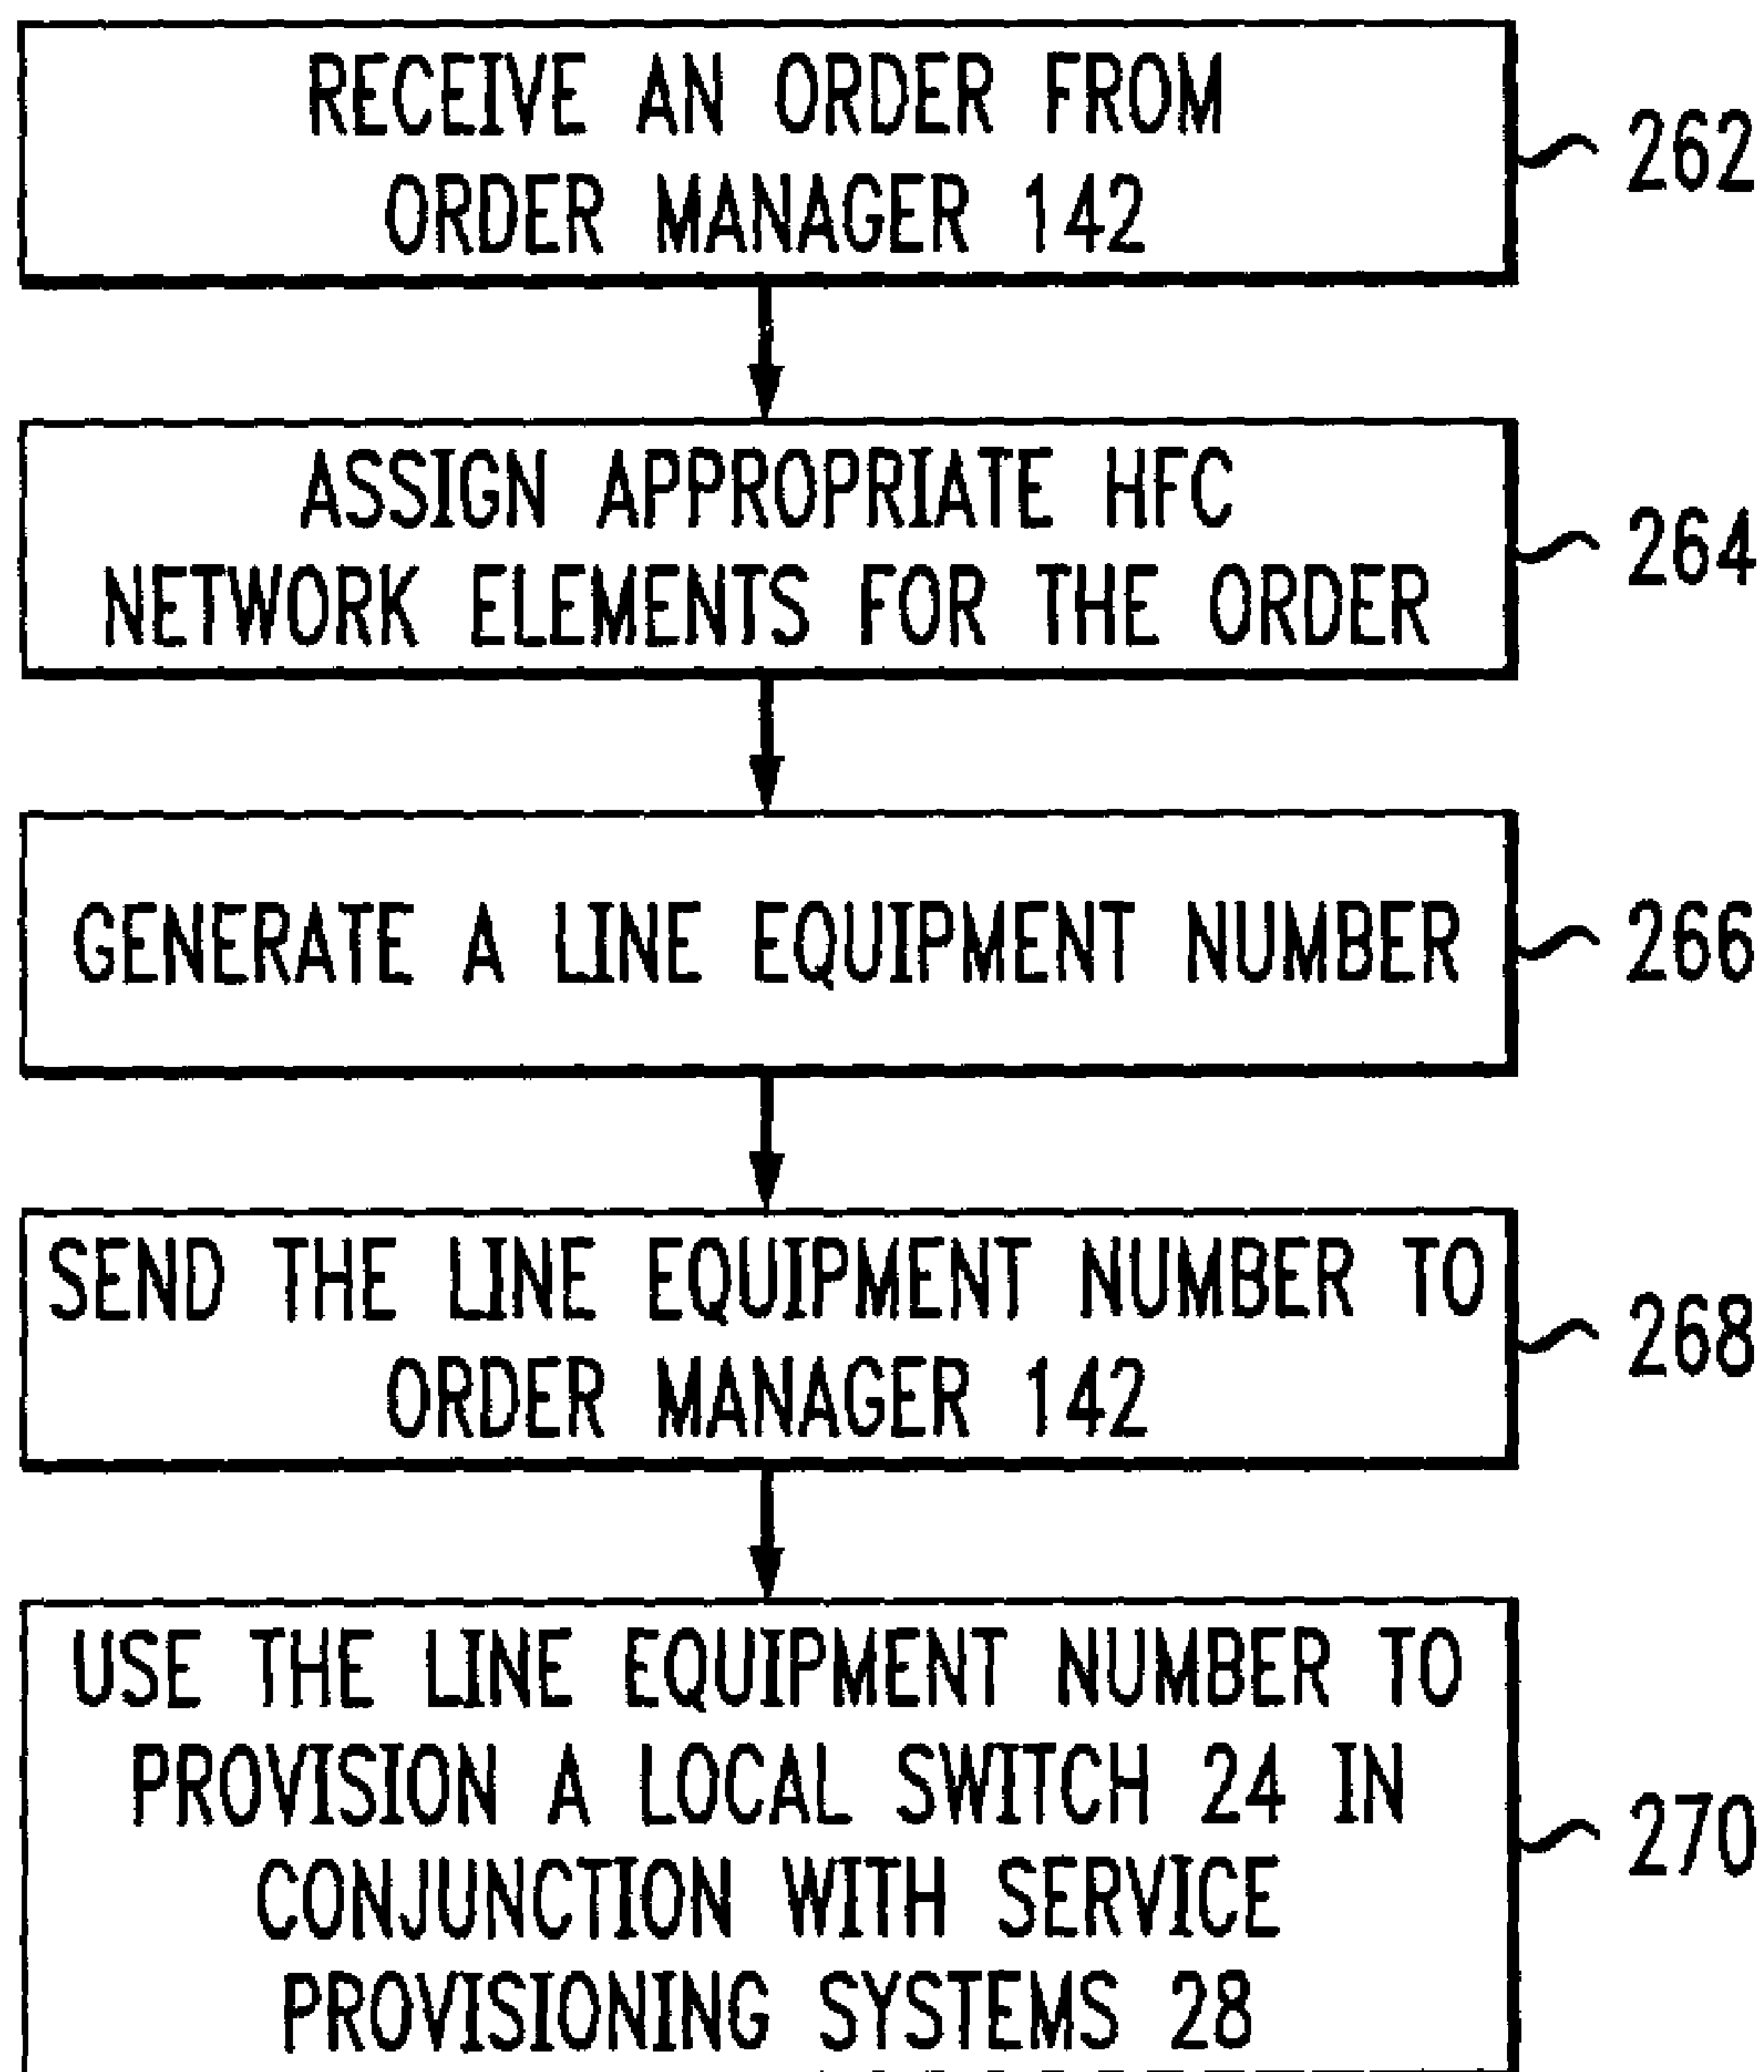 RECEIVE AN ORDER FROM
ORDER MANAGER 142
262
ASSIGN APPROPRIATE HFC
NETWORK ELEMENTS FOR THE ORDER
264
GENERATE A LINE EQUIPMENT NUMBER
266
SEND THE LINE EQUIPMENT NUMBER TO
ORDER MANAGER 142
268
USE THE LINE EQUIPMENT NUMBER TO
PROVISION A LOCAL SWITCH 24 IN
CONJUNCTION WITH SERVICE
PROVISIONING SYSTEMS 28
270